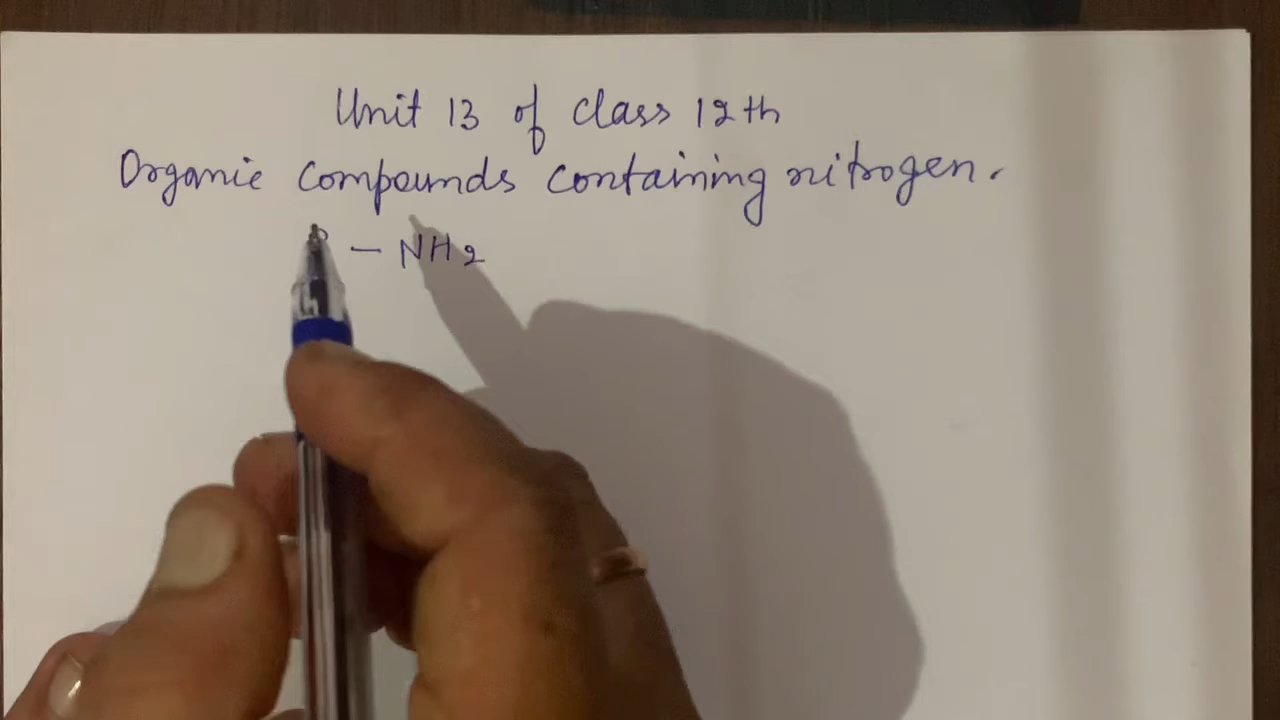 Unit 13 of class 12th
Organic compounds containing nitrogen.
- NH2